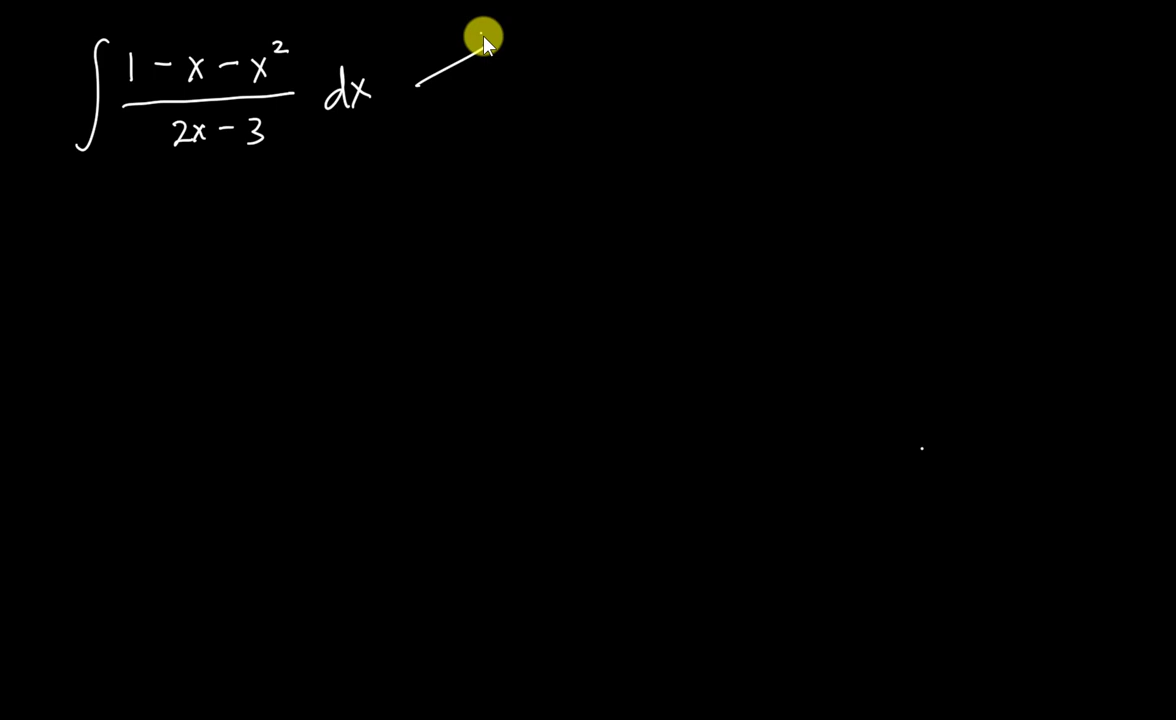 ∫ (1 - x - x²)/(2x - 3) dx